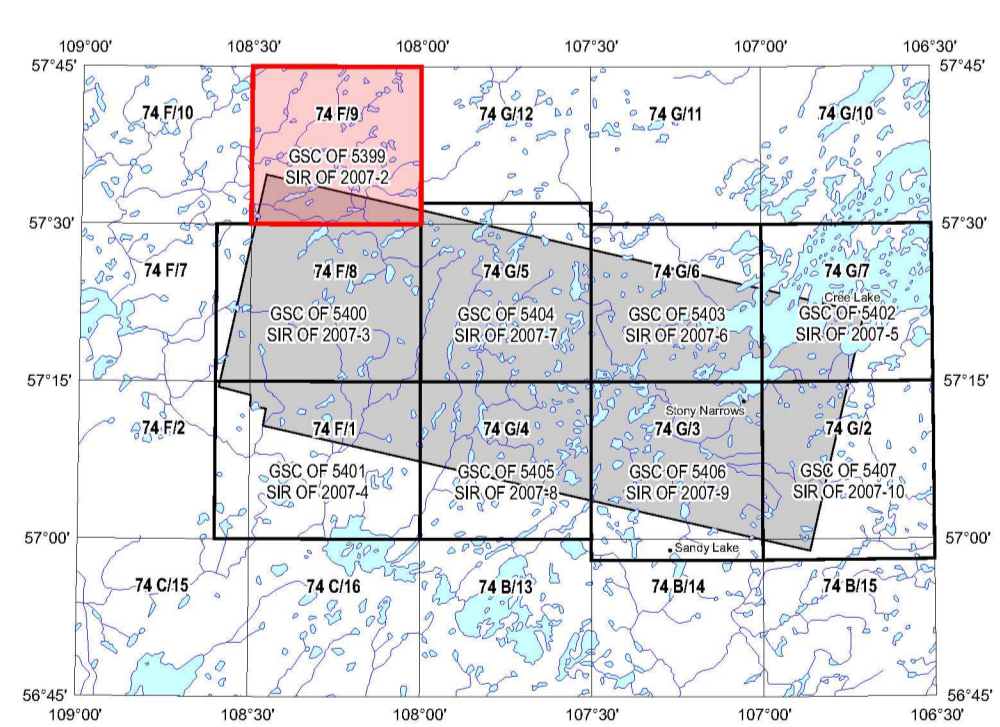 109°00' 108°30' 108°00' 107°30' 107°00' 106°30'
57°45' 57°45'
74 F/10 74 F/9 74 G/12 74 G/11 74 G/10
GSC OF 5399
SIR OF 2007-2
57°30' 57°30'
74 F/7 74 F/8 74 G/5 74 G/6 74 G/7
Cree Lake
GSC OF 5400 GSC OF 5404 GSC OF 5403 GSC OF 5402
SIR OF 2007-3 SIR OF 2007-7 SIR OF 2007-6 SIR OF 2007-5
57°15' 57°15'
Stony Narrows
74 F/2 74 F/1 74 G/4 74 G/3 74 G/2
GSC OF 5401 GSC OF 5405 GSC OF 5406 GSC OF 5407
SIR OF 2007-4 SIR OF 2007-8 SIR OF 2007-9 SIR OF 2007-10
57°00' 57°00'
Sandy Lake
74 C/15 74 C/16 74 B/13 74 B/14 74 B/15
56°45' 56°45'
109°00' 108°30' 108°00' 107°30' 107°00' 106°30'